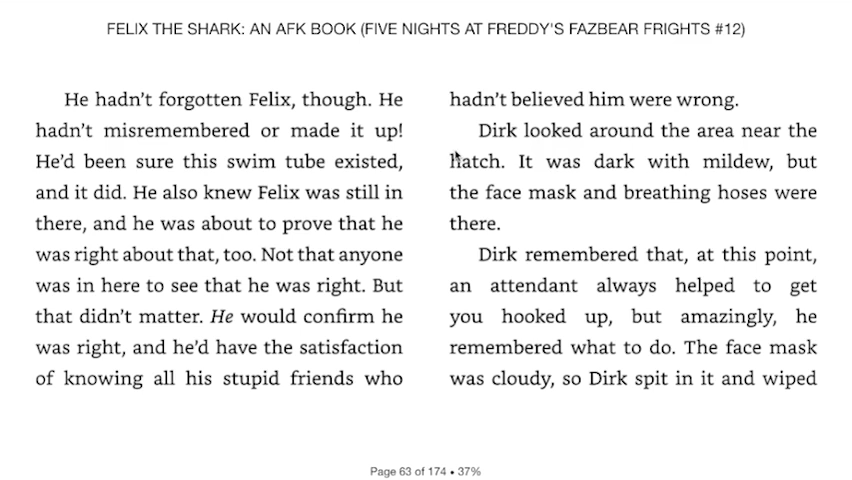 FELIX THE SHARK: AN AFK BOOK (FIVE NIGHTS AT FREDDY'S FAZBEAR FRIGHTS #12)
He hadn't forgotten Felix, though. He
hadn't misremembered or made it up!
He'd been sure this swim tube existed,
and it did. He also knew Felix was still in
there, and he was about to prove that he
was right about that, too. Not that anyone
was in here to see that he was right. But
that didn't matter. He would confirm he
was right, and he'd have the satisfaction
of knowing all his stupid friends who
hadn't believed him were wrong.
Dirk looked around the area near the
hatch. It was dark with mildew, but
the face mask and breathing hoses were
there.
Dirk remembered that, at this point,
an attendant always helped to get
you hooked up, but amazingly, he
remembered what to do. The face mask
was cloudy, so Dirk spit in it and wiped
Page 63 of 174 • 37%